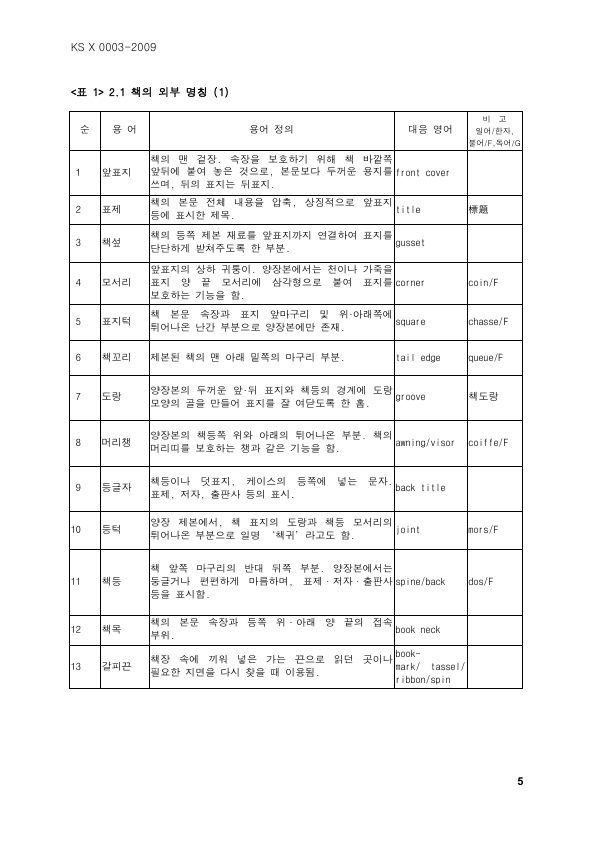 KS X 0003-2009
<표 1> 2.1 책의 외부 명칭 (1)
순 용 어 용어 정의 대응 영어 비 고
일어/한자,
불어/F,독어/G
1 앞표지 책의 맨 겉장. 속장을 보호하기 위해 책 바깥쪽
앞뒤에 붙여 놓은 것으로, 본문보다 두꺼운 용지를
쓰며, 뒤의 표지는 뒤표지. front cover
2 표제 책의 본문 전체 내용을 압축, 상징적으로 앞표지
등에 표시한 제목. title 標題
3 책섶 책의 등쪽 제본 재료를 앞표지까지 연결하여 표지를
단단하게 받쳐주도록 한 부분. gusset
4 모서리 앞표지의 상하 귀퉁이. 양장본에서는 천이나 가죽을
표지 양 끝 모서리에 삼각형으로 붙여 표지를
보호하는 기능을 함. corner coin/F
5 표지턱 책 본문 속장과 표지 앞마구리 및 위·아래쪽에
튀어나온 난간 부분으로 양장본에만 존재. square chasse/F
6 책꼬리 제본된 책의 맨 아래 밑쪽의 마구리 부분. tail edge queue/F
7 도랑 양장본의 두꺼운 앞·뒤 표지와 책등의 경계에 도랑
모양의 골을 만들어 표지를 잘 여닫도록 한 홈. groove 책도랑
8 머리챙 양장본의 책등쪽 위와 아래의 튀어나온 부분. 책의
머리띠를 보호하는 챙과 같은 기능을 함. awning/visor coiffe/F
9 등글자 책등이나 덧표지, 케이스의 등쪽에 넣는 문자.
표제, 저자, 출판사 등의 표시. back title
10 등턱 양장 제본에서, 책 표지의 도랑과 책등 모서리의
튀어나온 부분으로 일명 ‘책귀’라고도 함. joint mors/F
11 책등 책 앞쪽 마구리의 반대 뒤쪽 부분. 양장본에서는
둥글거나 편편하게 마름하며, 표제·저자·출판사
등을 표시함. spine/back dos/F
12 책목 책의 본문 속장과 등쪽 위·아래 양 끝의 접속
부위. book neck
13 갈피끈 책장 속에 끼워 넣은 가는 끈으로 읽던 곳이나
필요한 지면을 다시 찾을 때 이용됨. book-
mark/ tassel/
ribbon/spin
5